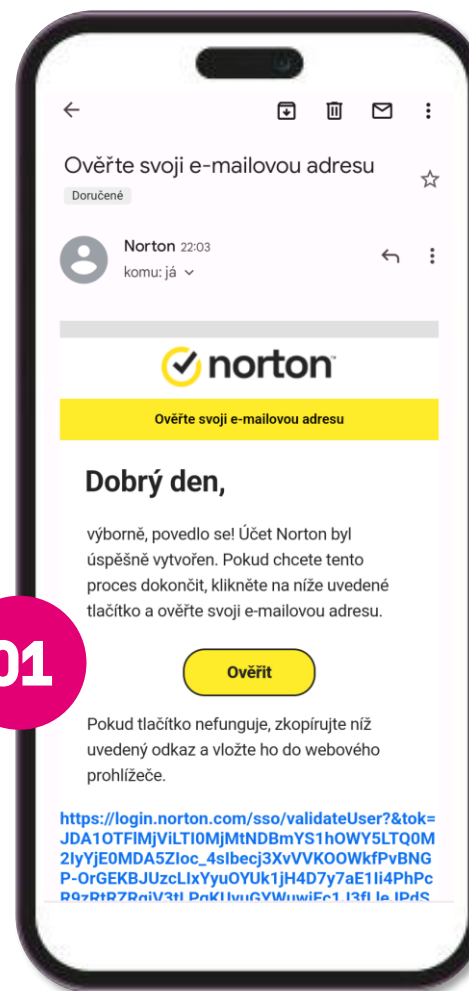 Ověřte svoji e-mailovou adresu
Doručené
Norton 22:03
komu: já
norton
Ověřte svoji e-mailovou adresu
Dobrý den,
výborně, povedlo se! Účet Norton byl
úspěšně vytvořen. Pokud chcete tento
proces dokončit, klikněte na níže uvedené
tlačítko a ověřte svoji e-mailovou adresu.
01
Ověřit
Pokud tlačítko nefunguje, zkopírujte níž
uvedený odkaz a vložte ho do webového
prohlížeče.
https://login.norton.com/sso/validateUser?&tok=
JDA1OTFlMjViLTI0MjMtNDBmYS1hOWY5LTQ0M
2IyYjE0MDA5ZIoc_4sIbecj3XvVVKOOWkfPvBNG
P-OrGEKBJUzcLIxYyuOYUk1jH4D7y7aE1Ii4PhPc